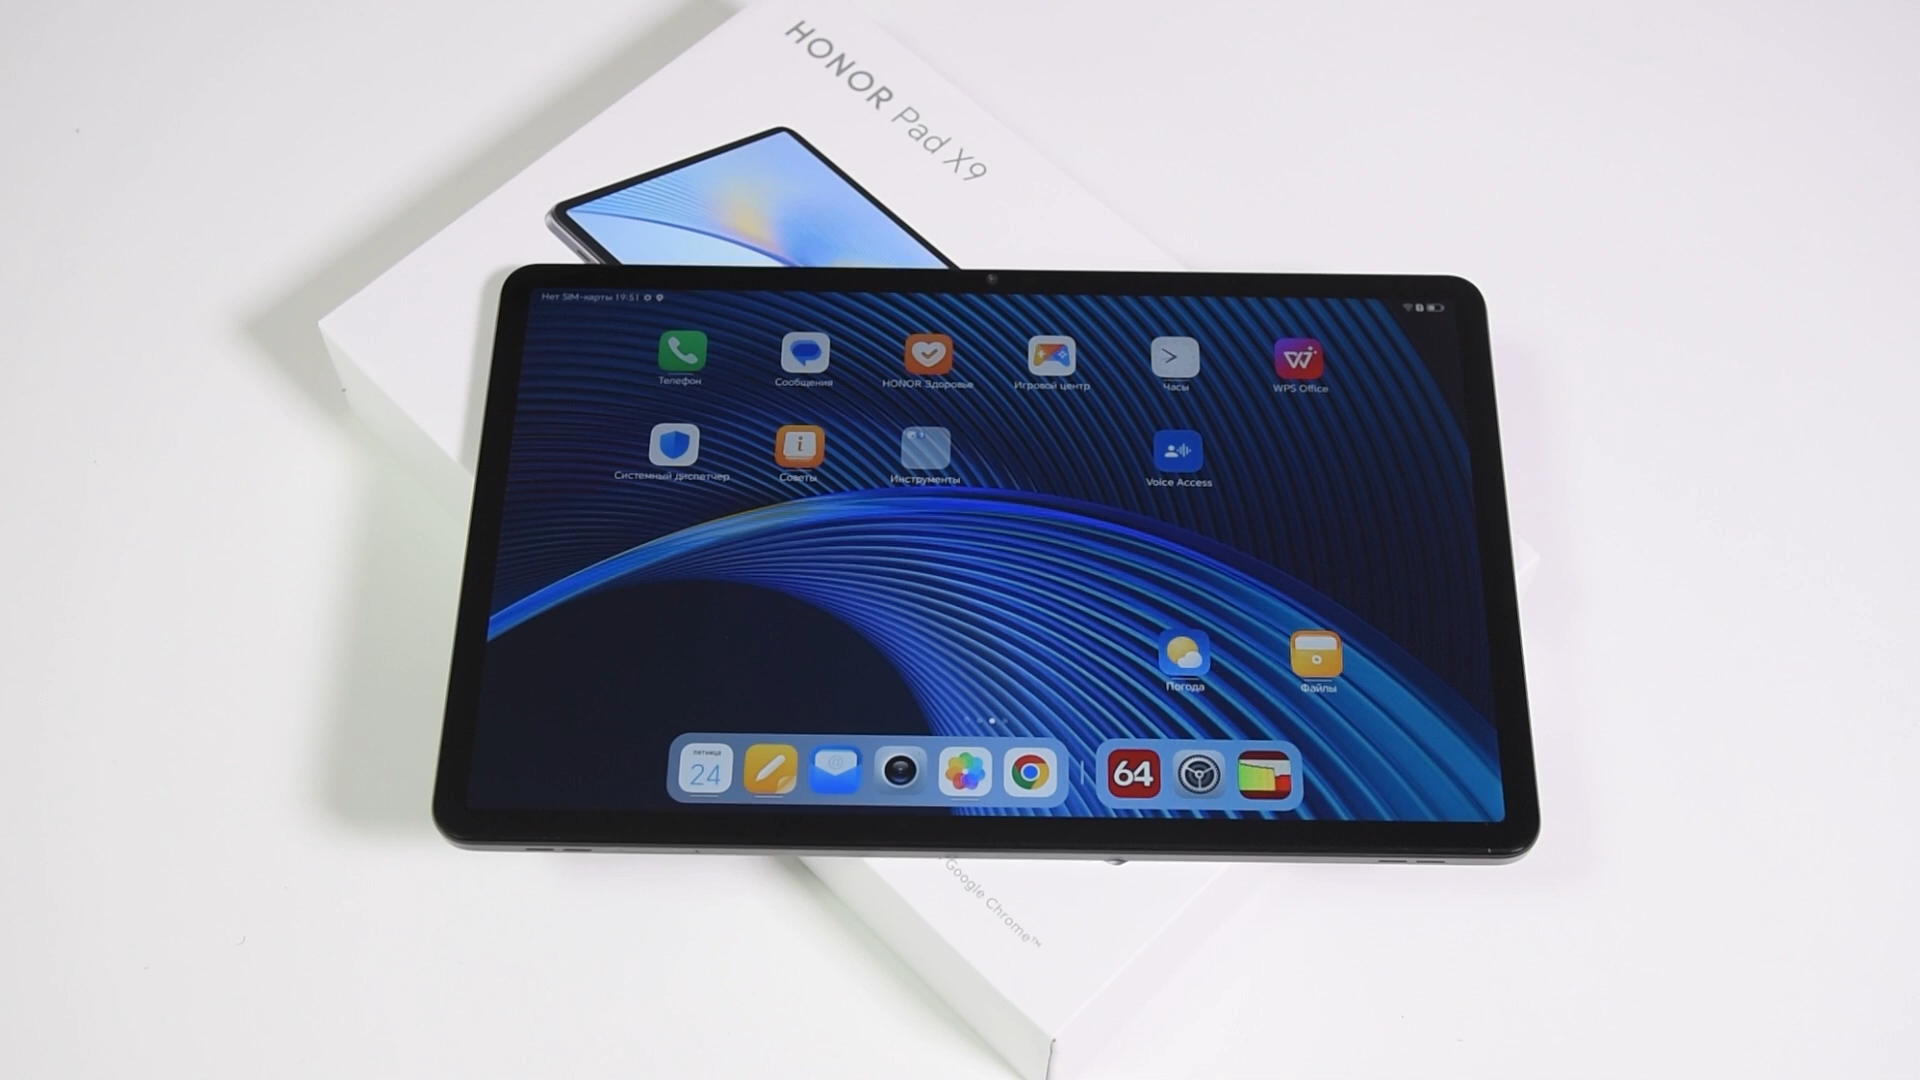 HONOR Pad X9
Нет SIM-карты 19:51
Телефон
Сообщения
HONOR Здоровье
Игровой центр
Часы
WPS Office
Системный диспетчер
Советы
Инструменты
Voice Access
Погода
Файлы
пятница
24
64
Google Chrome™